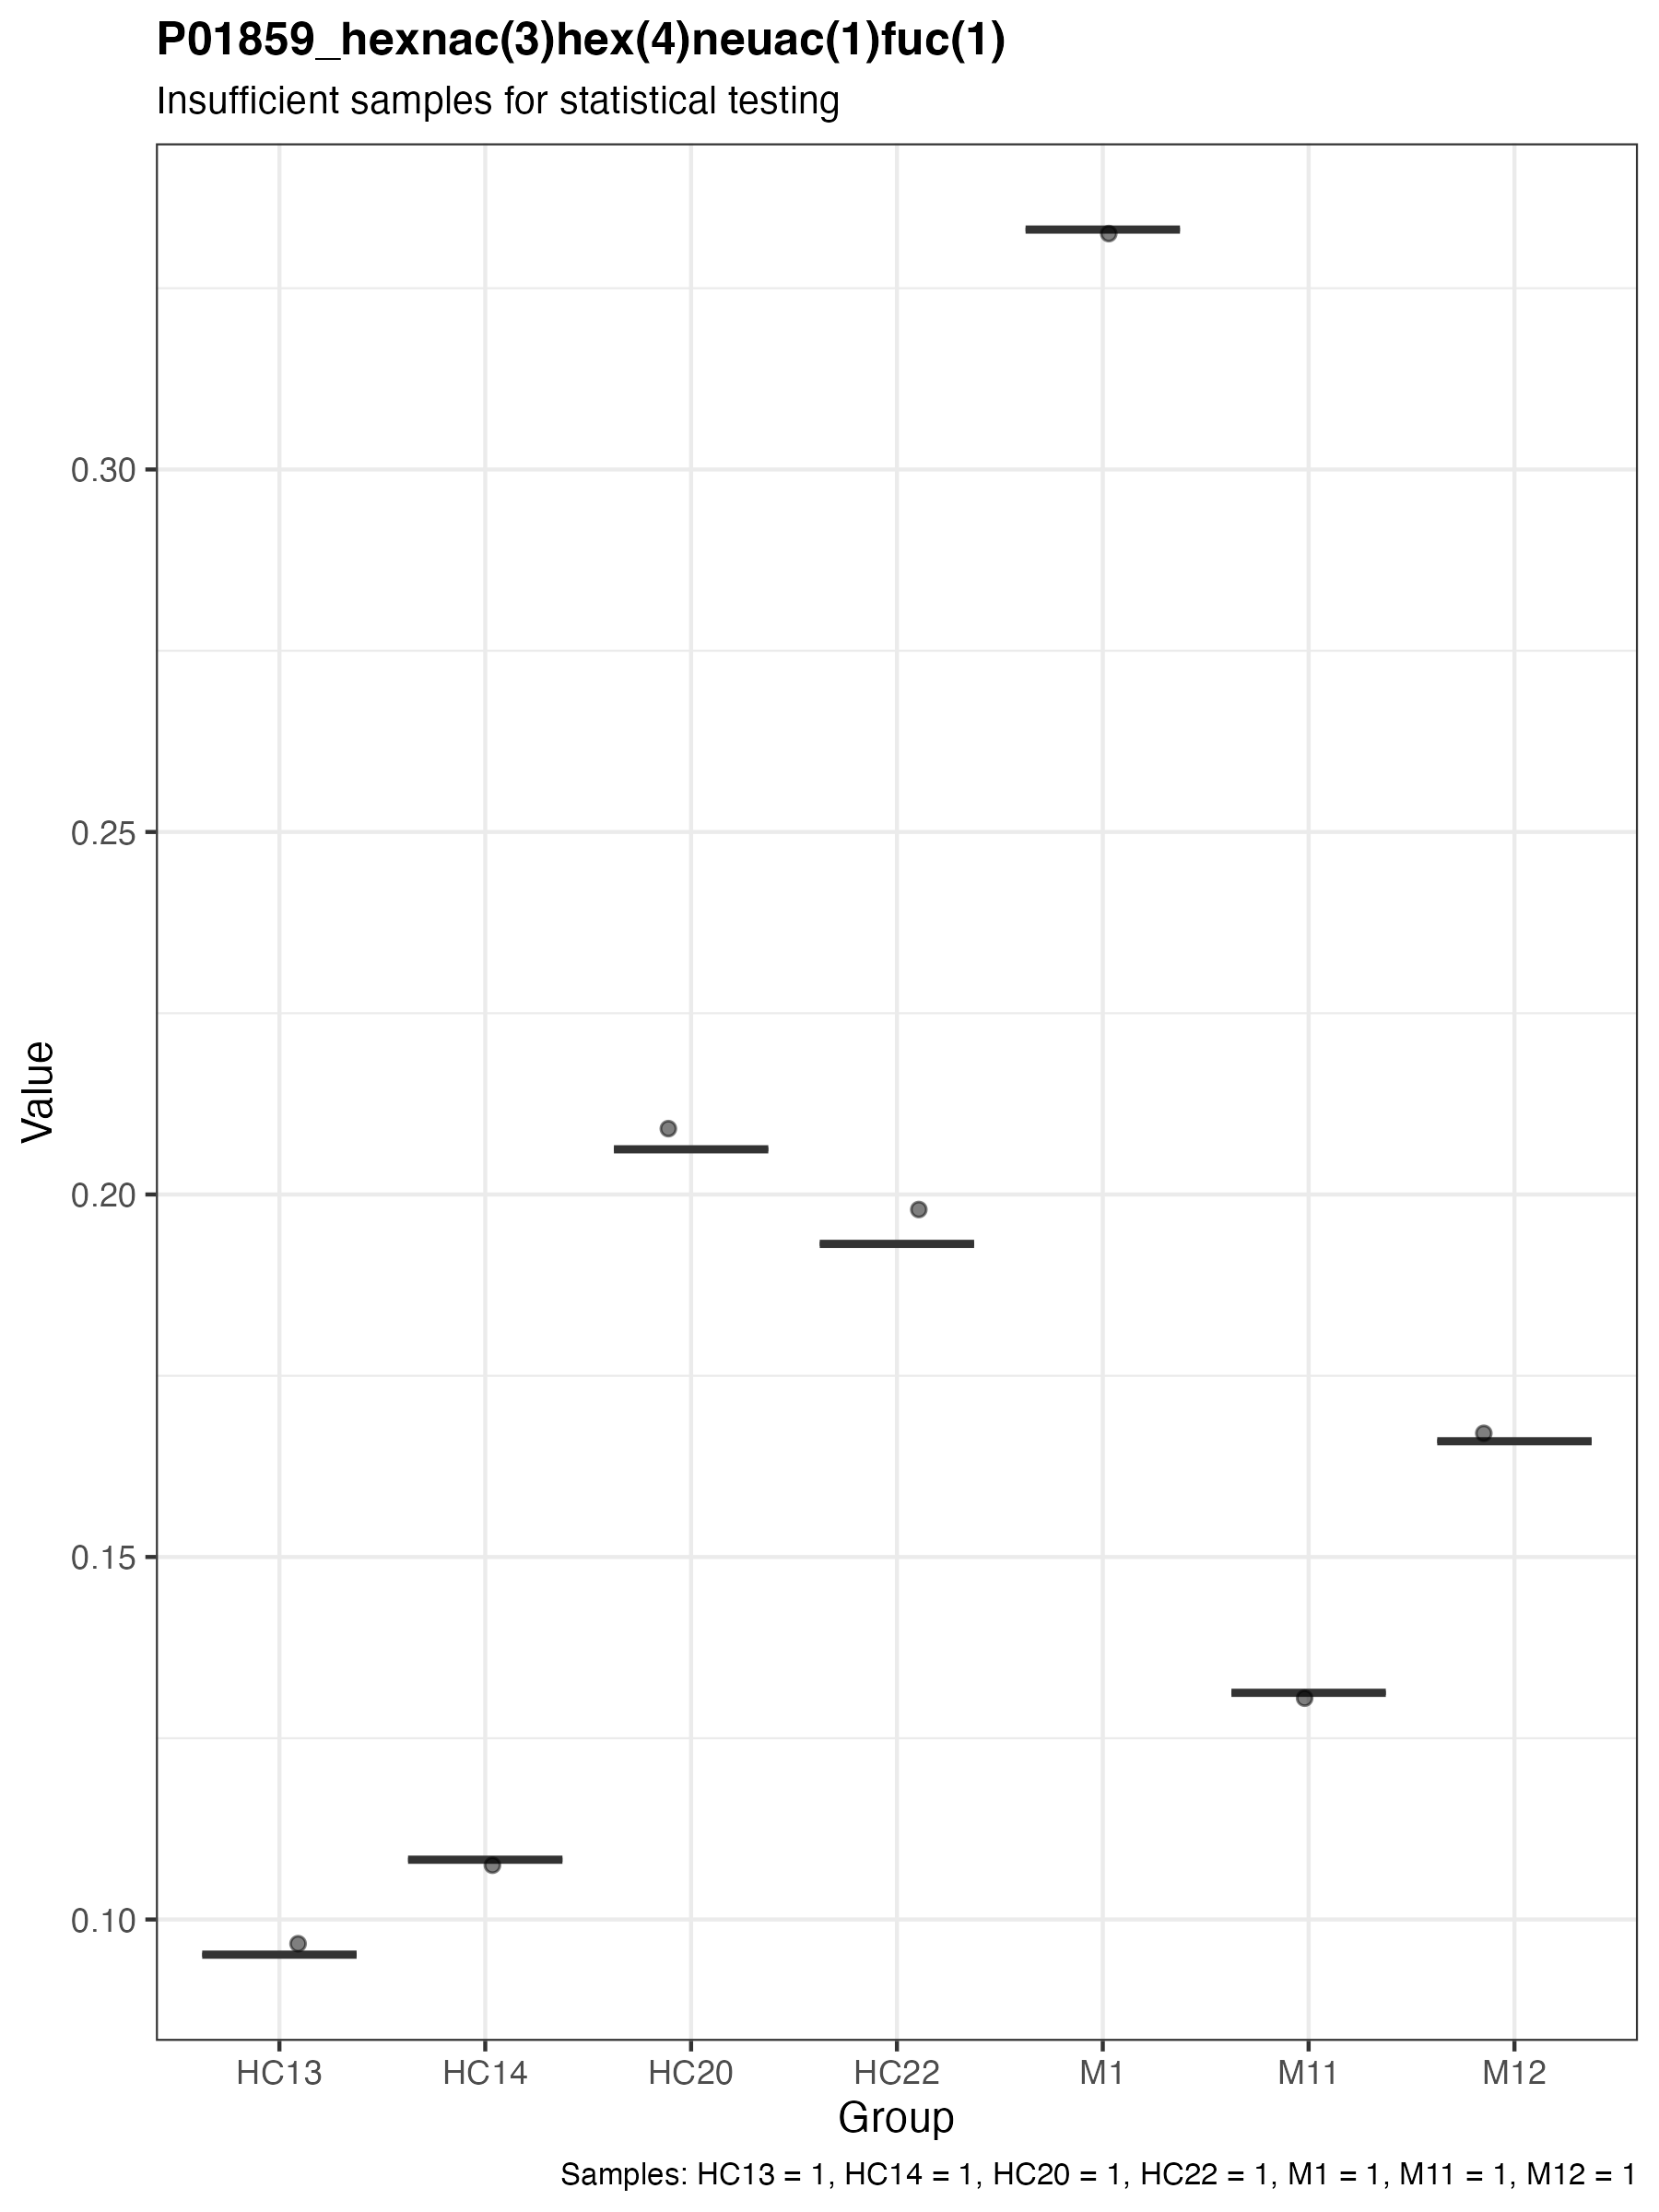 P01859_hexnac(3)hex(4)neuac(1)fuc(1)
Insufficient samples for statistical testing
Value
0.30
0.25
0.20
0.15
0.10
HC13 HC14 HC20 HC22 M1 M11 M12
Group
Samples: HC13 = 1, HC14 = 1, HC20 = 1, HC22 = 1, M1 = 1, M11 = 1, M12 = 1